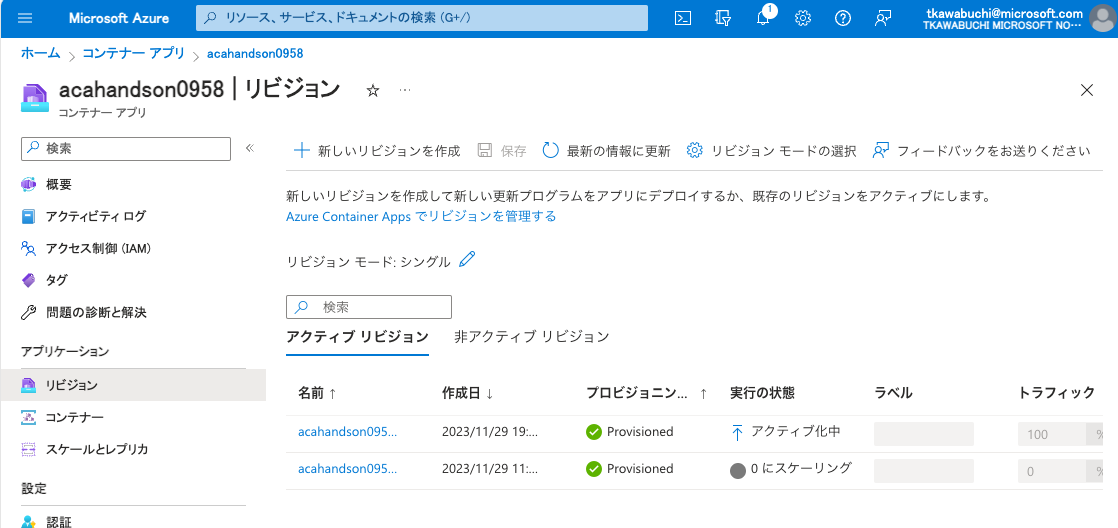 Microsoft Azure
リソース、サービス、ドキュメントの検索 (G+/)
1
tkawabuchi@microsoft.com
TKAWABUCHI MICROSOFT NO…
ホーム > コンテナー アプリ > acahandson0958
acahandson0958 | リビジョン
コンテナー アプリ
検索
概要
アクティビティ ログ
アクセス制御 (IAM)
タグ
問題の診断と解決
アプリケーション
リビジョン
コンテナー
スケールとレプリカ
設定
認証
新しいリビジョンを作成 保存 最新の情報に更新 リビジョン モードの選択 フィードバックをお送りください
新しいリビジョンを作成して新しい更新プログラムをアプリにデプロイするか、既存のリビジョンをアクティブにします。
Azure Container Apps でリビジョンを管理する
リビジョン モード: シングル
検索
アクティブ リビジョン 非アクティブ リビジョン
名前 ↑ 作成日 ↓ プロビジョニン... ↑ 実行の状態 ラベル トラフィック
acahandson095... 2023/11/29 19:... Provisioned アクティブ化中 100 %
acahandson095... 2023/11/29 11:... Provisioned 0 にスケーリング 0 %